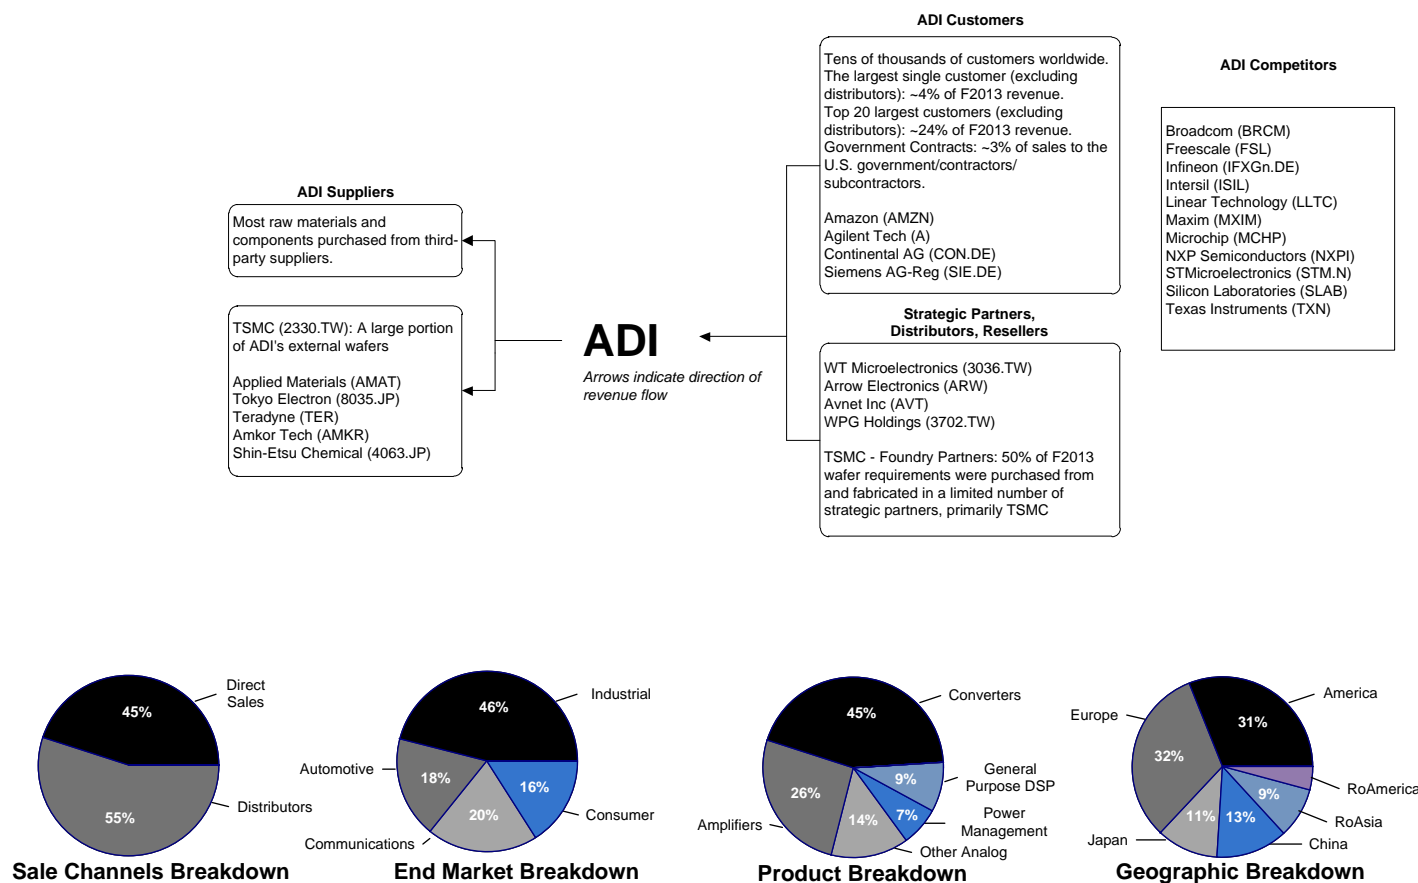 ADI Customers
Tens of thousands of customers worldwide.
The largest single customer (excluding
distributors): ~4% of F2013 revenue.
Top 20 largest customers (excluding
distributors): ~24% of F2013 revenue.
Government Contracts: ~3% of sales to the
U.S. government/contractors/
subcontractors.
Amazon (AMZN)
Agilent Tech (A)
Continental AG (CON.DE)
Siemens AG-Reg (SIE.DE)
ADI Competitors
Broadcom (BRCM)
Freescale (FSL)
Infineon (IFXGn.DE)
Intersil (ISIL)
Linear Technology (LLTC)
Maxim (MXIM)
Microchip (MCHP)
NXP Semiconductors (NXPI)
STMicroelectronics (STM.N)
Silicon Laboratories (SLAB)
Texas Instruments (TXN)
ADI Suppliers
Most raw materials and
components purchased from third-
party suppliers.
TSMC (2330.TW): A large portion
of ADI's external wafers
Applied Materials (AMAT)
Tokyo Electron (8035.JP)
Teradyne (TER)
Amkor Tech (AMKR)
Shin-Etsu Chemical (4063.JP)
ADI
Arrows indicate direction of
revenue flow
Strategic Partners,
Distributors, Resellers
WT Microelectronics (3036.TW)
Arrow Electronics (ARW)
Avnet Inc (AVT)
WPG Holdings (3702.TW)
TSMC - Foundry Partners: 50% of F2013
wafer requirements were purchased from
and fabricated in a limited number of
strategic partners, primarily TSMC
Direct
Sales
45%
Distributors
55%
Sale Channels Breakdown
Industrial
46%
Automotive
18%
16%
Consumer
20%
Communications
End Market Breakdown
Converters
45%
General
Purpose DSP
9%
26%
7%
Power
Management
Amplifiers
14%
Other Analog
Product Breakdown
America
Europe
31%
32%
RoAmerica
9%
RoAsia
11%
13%
Japan
China
Geographic Breakdown